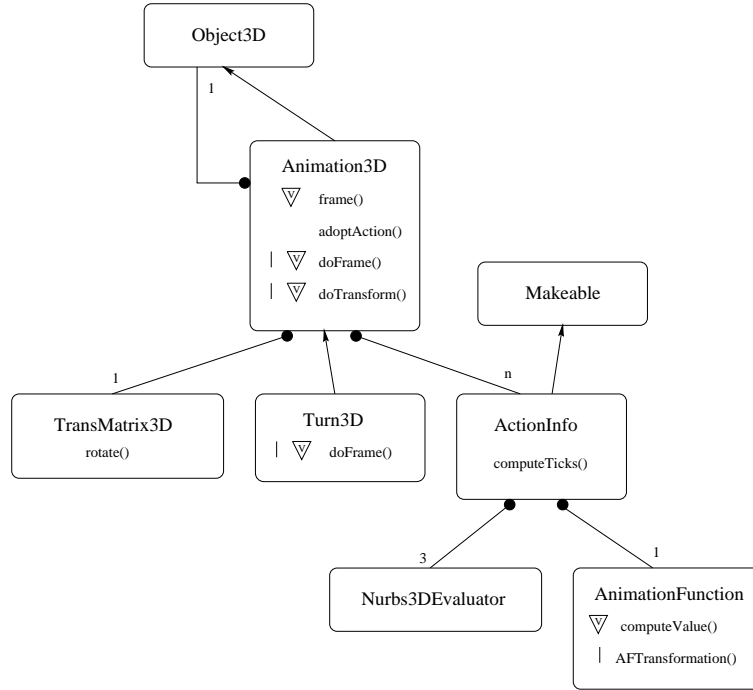 Object3D
1
Animation3D
V frame()
adoptAction()
| V doFrame()
| V doTransform()
Makeable
1
n
TransMatrix3D
rotate()
Turn3D
| V doFrame()
ActionInfo
computeTicks()
3
1
Nurbs3DEvaluator
AnimationFunction
V computeValue()
| AFTransformation()